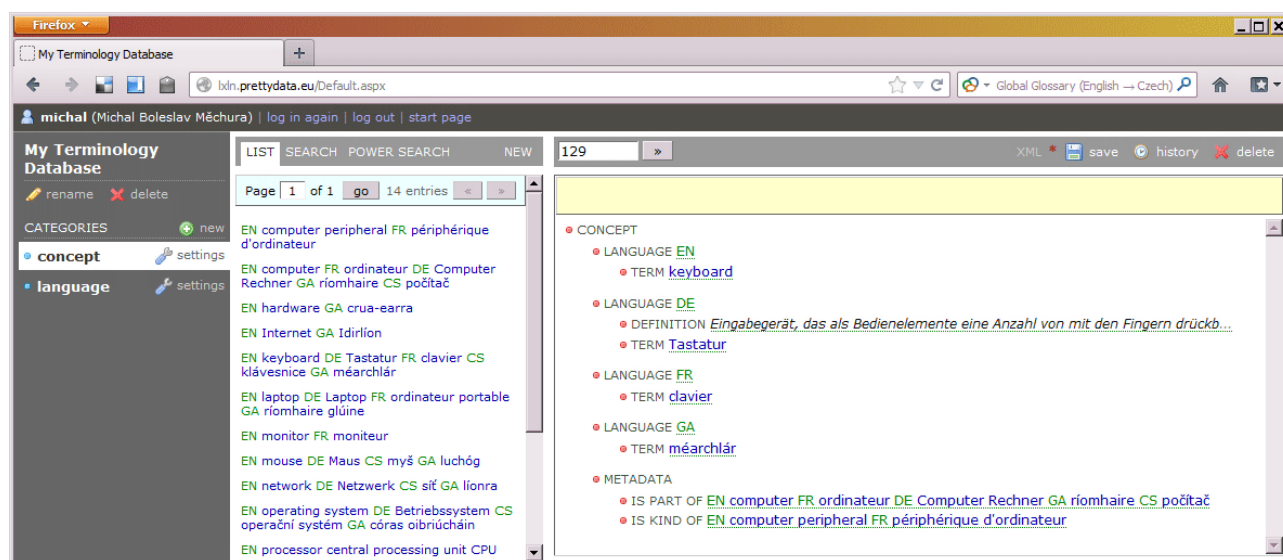 Firefox
My Terminology Database
+
lxln.prettydata.eu/Default.aspx
Global Glossary (English → Czech)
michal (Michal Boleslav Měchura) | log in again | log out | start page
My Terminology
Database
rename delete
CATEGORIES new
concept settings
language settings
LIST SEARCH POWER SEARCH NEW
Page 1 of 1 go 14 entries « »
EN computer peripheral FR périphérique
d'ordinateur
EN computer FR ordinateur DE Computer
Rechner GA ríomhaire CS počítač
EN hardware GA crua-earra
EN Internet GA Idirlíon
EN keyboard DE Tastatur FR clavier CS
klávesnice GA méarchlár
EN laptop DE Laptop FR ordinateur portable
GA ríomhaire glúine
EN monitor FR moniteur
EN mouse DE Maus CS myš GA luchóg
EN network DE Netzwerk CS síť GA líonra
EN operating system DE Betriebssystem CS
operační systém GA córas oibriúcháin
EN processor central processing unit CPU
129 »
XML * save history delete
CONCEPT
LANGUAGE EN
TERM keyboard
LANGUAGE DE
DEFINITION Eingabegerät, das als Bedienelemente eine Anzahl von mit den Fingern drückb...
TERM Tastatur
LANGUAGE FR
TERM clavier
LANGUAGE GA
TERM méarchlár
METADATA
IS PART OF EN computer FR ordinateur DE Computer Rechner GA ríomhaire CS počítač
IS KIND OF EN computer peripheral FR périphérique d'ordinateur